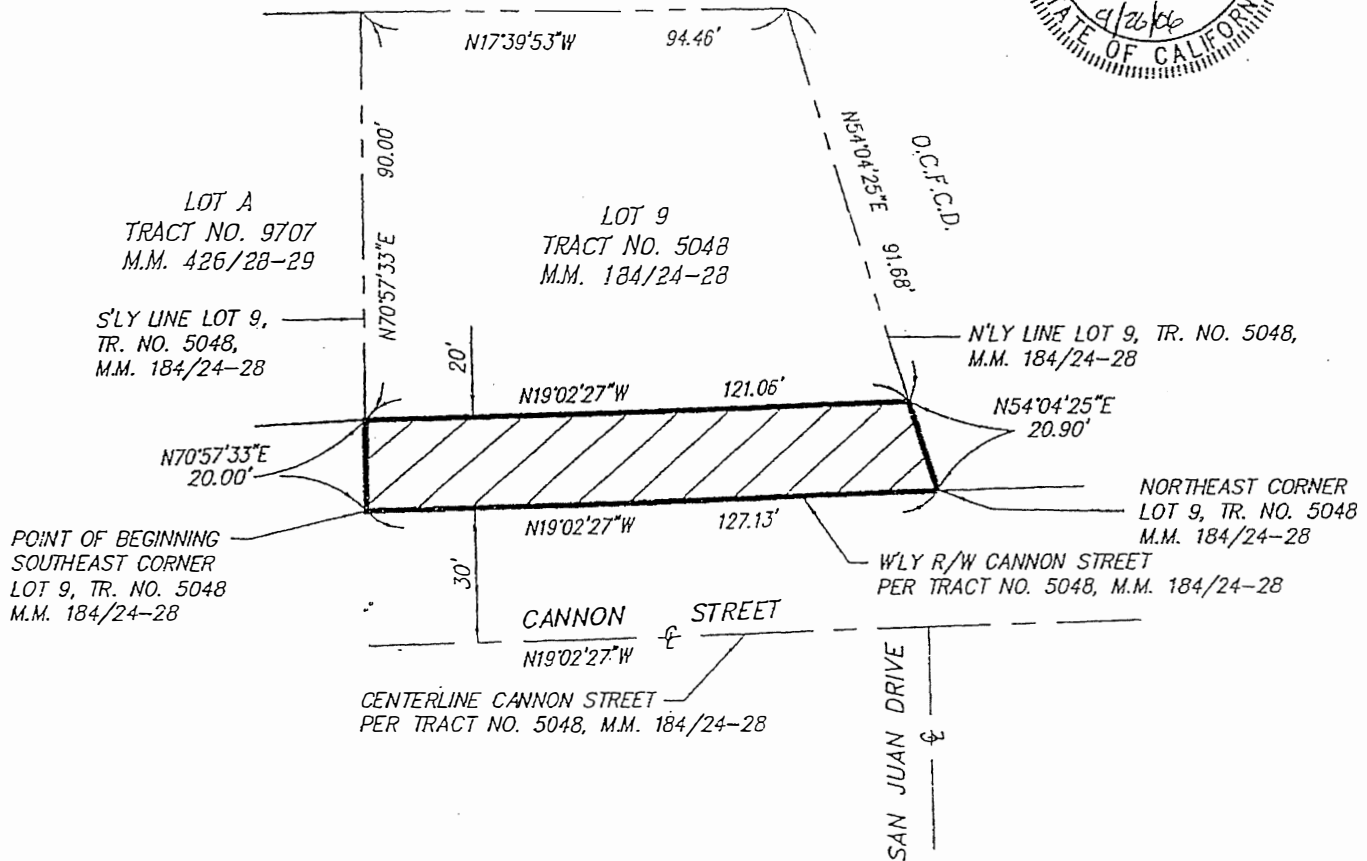 4/26/06
STATE OF CALIFORN
N17°39'53"W 94.46'
N70°57'33"E 90.00'
N54°04'25"E 91.68'
O.C.F.C.D.
LOT A
TRACT NO. 9707
M.M. 426/28-29
LOT 9
TRACT NO. 5048
M.M. 184/24-28
S'LY LINE LOT 9,
TR. NO. 5048,
M.M. 184/24-28
N'LY LINE LOT 9, TR. NO. 5048,
M.M. 184/24-28
20'
N19°02'27"W 121.06'
N54°04'25"E
20.90'
N70°57'33"E
20.00'
N19°02'27"W 127.13'
NORTHEAST CORNER
LOT 9, TR. NO. 5048
M.M. 184/24-28
POINT OF BEGINNING
SOUTHEAST CORNER
LOT 9, TR. NO. 5048
M.M. 184/24-28
W'LY R/W CANNON STREET
PER TRACT NO. 5048, M.M. 184/24-28
30'
CANNON STREET
℄
N19°02'27"W
CENTERLINE CANNON STREET
PER TRACT NO. 5048, M.M. 184/24-28
SAN JUAN DRIVE
℄